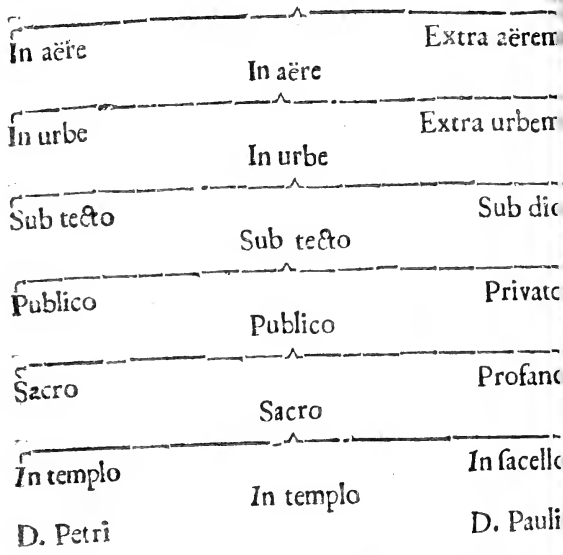 In aëre Extra aërem
In aëre
In urbe Extra urbem
In urbe
Sub tecto Sub dio
Sub tecto
Publico Privato
Publico
Sacro Profano
Sacro
In templo In ſacello
In templo
D. Petri D. Pauli